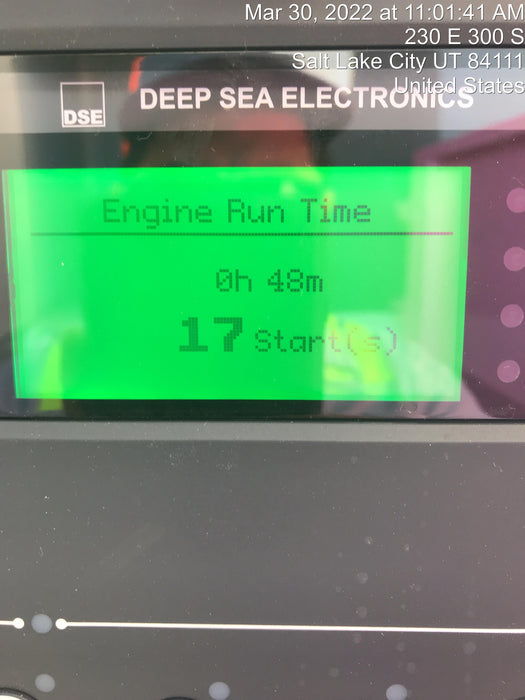 Mar 30, 2022 at 11:01:41 AM
230 E 300 S
Salt Lake City UT 84111
United States
DSE DEEP SEA ELECTRONICS
Engine Run Time
0h 48m
17 Start(s)